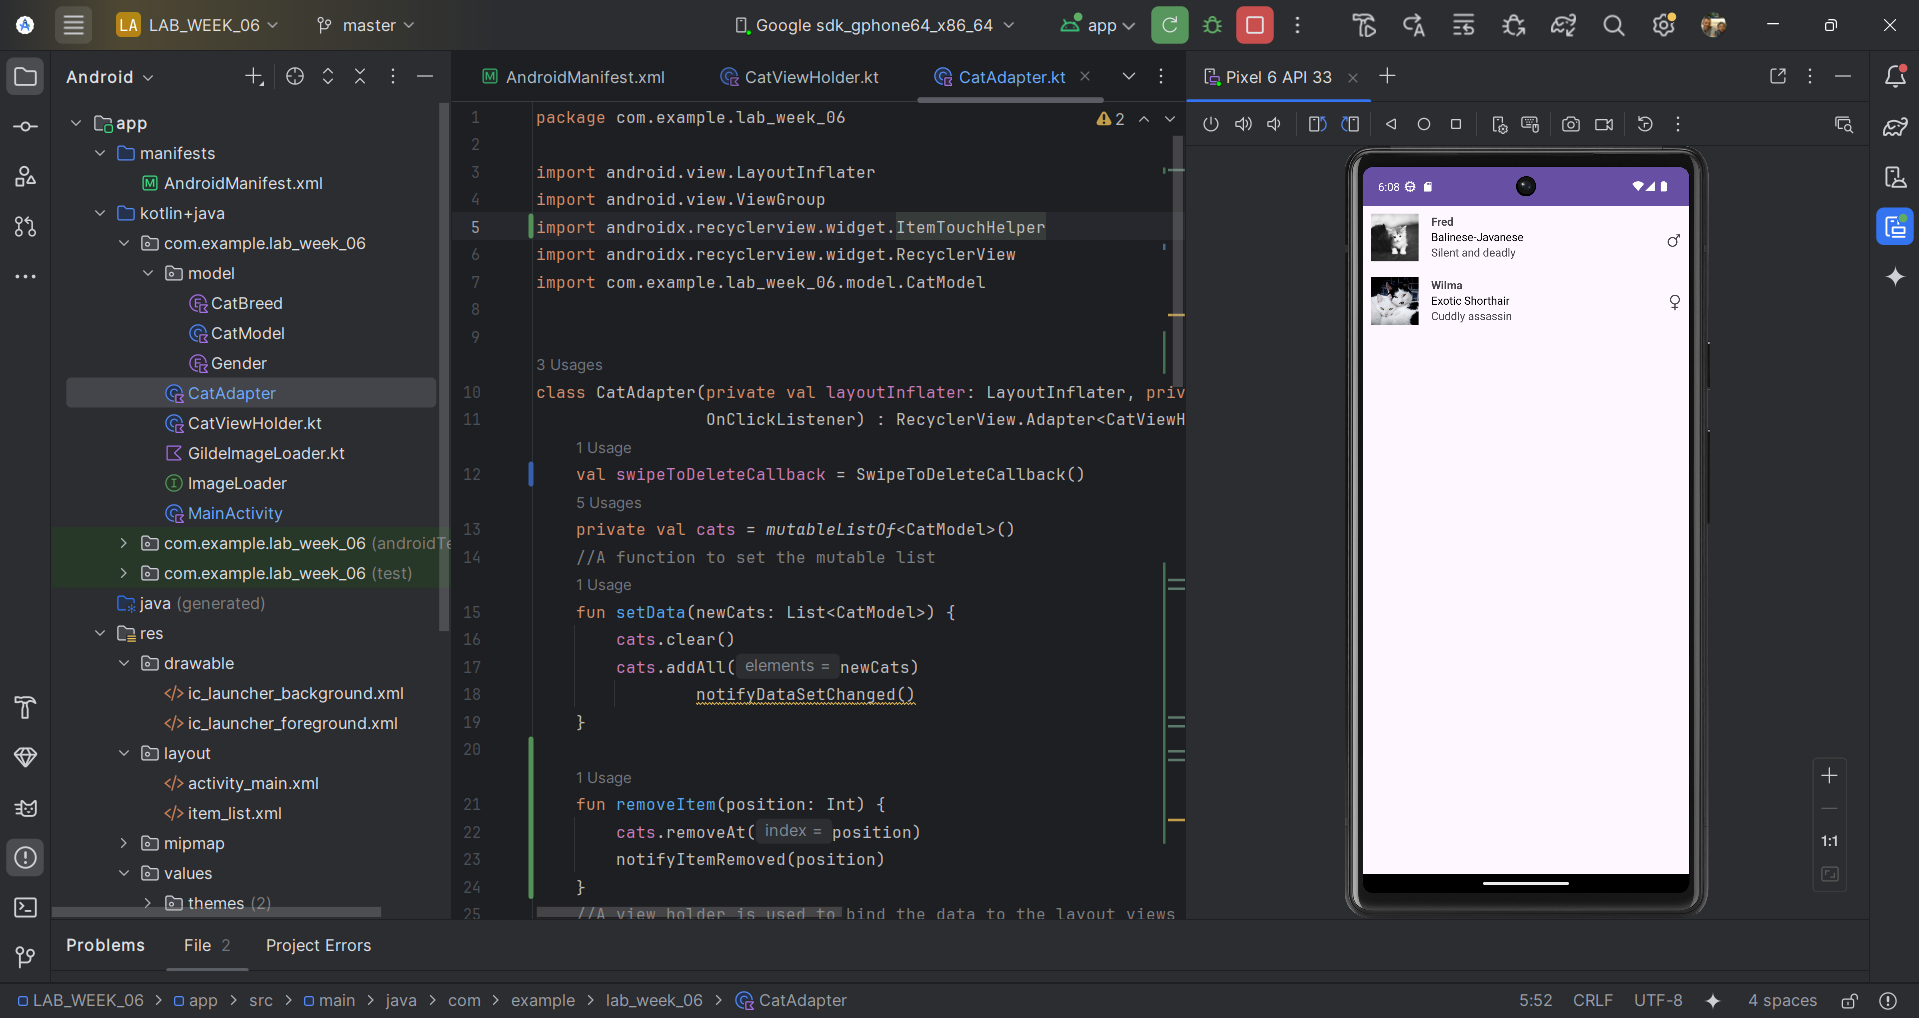 LA LAB_WEEK_06 master Google sdk_gphone64_x86_64 app
Android
AndroidManifest.xml CatViewHolder.kt CatAdapter.kt
Pixel 6 API 33
app
manifests
AndroidManifest.xml
kotlin+java
com.example.lab_week_06
model
CatBreed
CatModel
Gender
CatAdapter
CatViewHolder.kt
GildeImageLoader.kt
ImageLoader
MainActivity
com.example.lab_week_06 (androidTe
com.example.lab_week_06 (test)
java (generated)
res
drawable
ic_launcher_background.xml
ic_launcher_foreground.xml
layout
activity_main.xml
item_list.xml
mipmap
values
themes (2)
2
1 package com.example.lab_week_06
2
3 import android.view.LayoutInflater
4 import android.view.ViewGroup
5 import androidx.recyclerview.widget.ItemTouchHelper
6 import androidx.recyclerview.widget.RecyclerView
7 import com.example.lab_week_06.model.CatModel
8
9
3 Usages
10 class CatAdapter(private val layoutInflater: LayoutInflater, priv
11 OnClickListener) : RecyclerView.Adapter<CatViewH
1 Usage
12 val swipeToDeleteCallback = SwipeToDeleteCallback()
5 Usages
13 private val cats = mutableListOf<CatModel>()
14 //A function to set the mutable list
1 Usage
15 fun setData(newCats: List<CatModel>) {
16 cats.clear()
17 cats.addAll( elements = newCats)
18 notifyDataSetChanged()
19 }
20
1 Usage
21 fun removeItem(position: Int) {
22 cats.removeAt( index = position)
23 notifyItemRemoved(position)
24 }
25 //A view holder is used to bind the data to the layout views
6:08
Fred
Balinese-Javanese
Silent and deadly
♂
Wilma
Exotic Shorthair
Cuddly assassin
♀
1:1
Problems File 2 Project Errors
LAB_WEEK_06 > app > src > main > java > com > example > lab_week_06 > CatAdapter
5:52 CRLF UTF-8 4 spaces